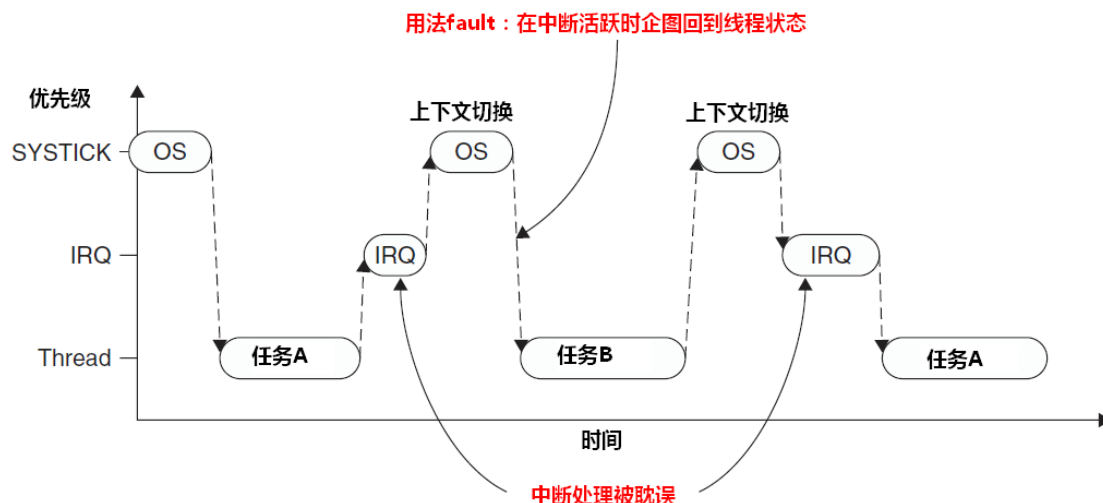 用法fault：在中断活跃时企图回到线程状态
优先级
上下文切换
上下文切换
SYSTICK
OS
OS
OS
IRQ
IRQ
IRQ
Thread
任务A
任务B
任务A
时间
中断处理被耽误